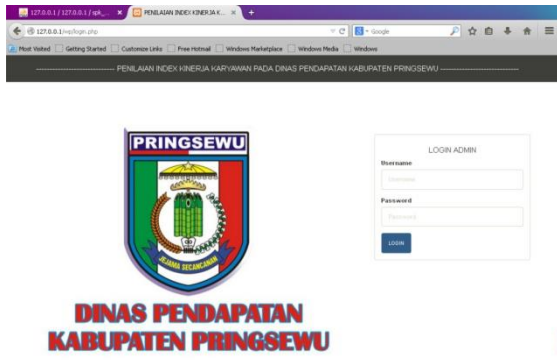 127.0.0.1 / 127.0.0.1 / spk_...
PENILAIAN INDEX KINERJA K...
127.0.0.1/wp/login.php
Google
Most Visited Getting Started Customize Links Free Hotmail Windows Marketplace Windows Media Windows
PENILAIAN INDEX KINERJA KARYAWAN PADA DINAS PENDAPATAN KABUPATEN PRINGSEWU
PRINGSEWU
JEJAMA SECANCANAN
DINAS PENDAPATAN
KABUPATEN PRINGSEWU
LOGIN ADMIN
Username
Username
Password
Password
LOGIN